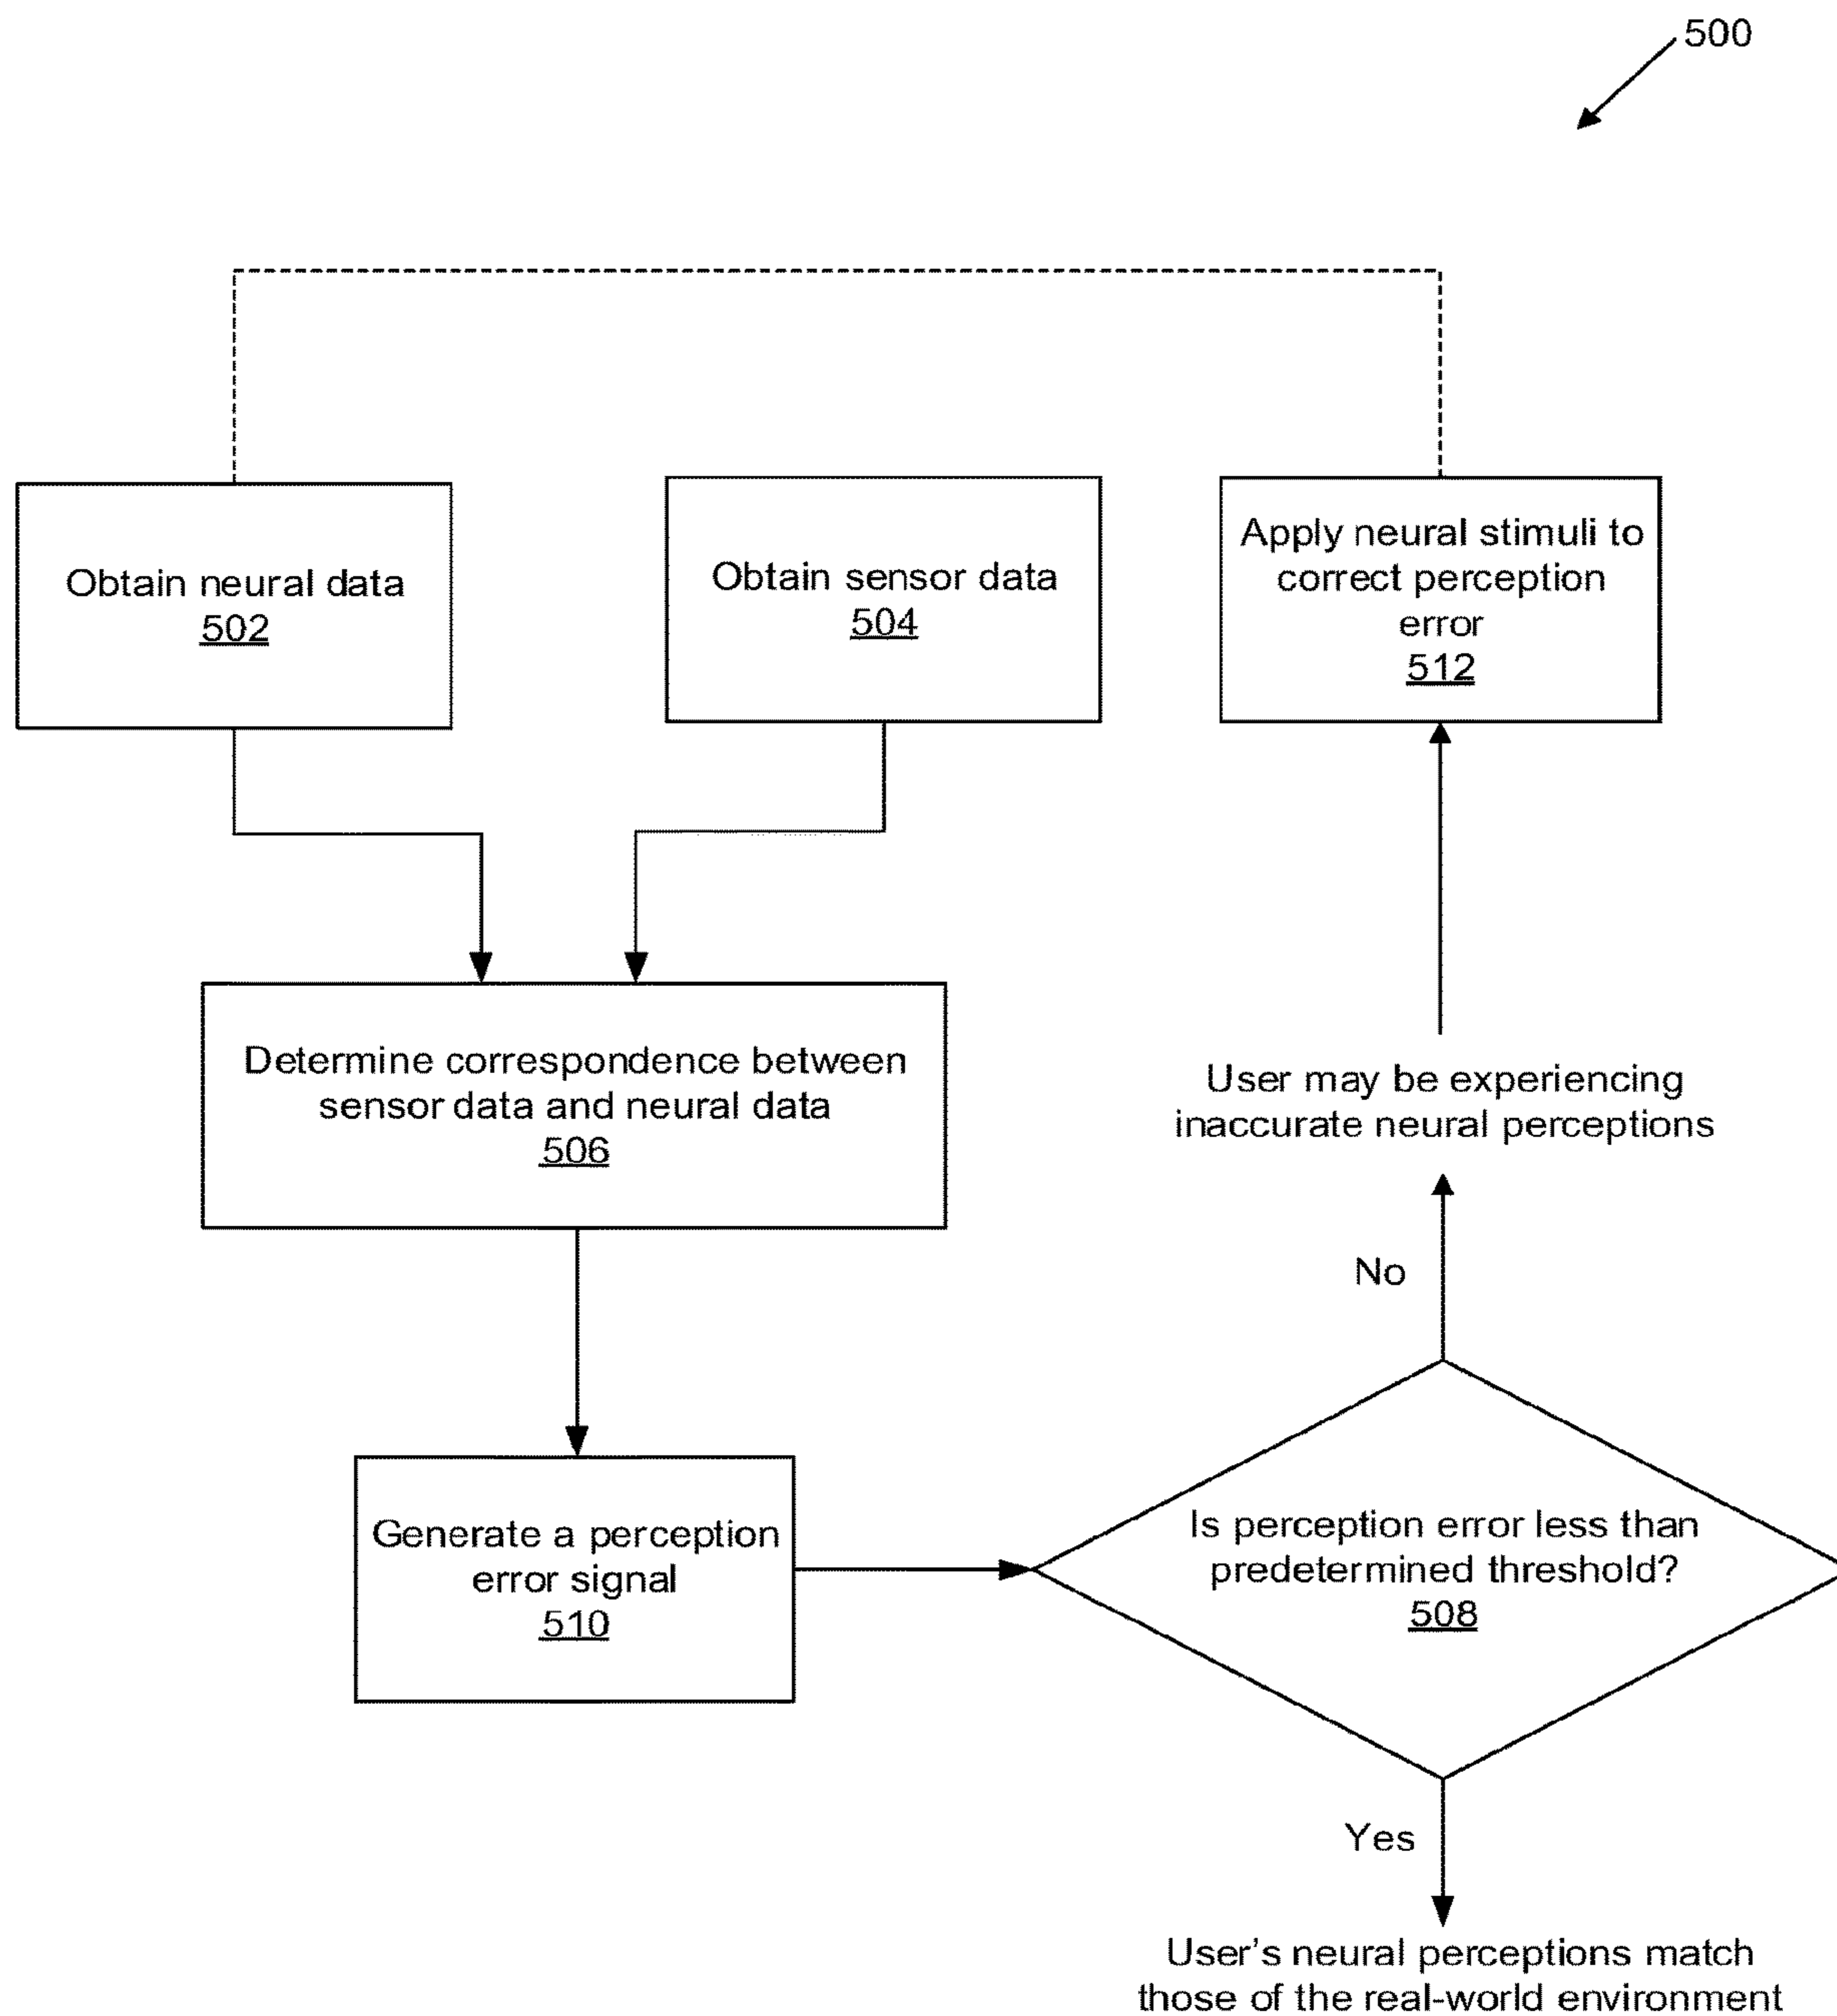 500
Obtain neural data
502
Obtain sensor data
504
Apply neural stimuli to
correct perception
error
512
Determine correspondence between
sensor data and neural data
506
User may be experiencing
inaccurate neural perceptions
No
Generate a perception
error signal
510
Is perception error less than
predetermined threshold?
508
Yes
User's neural perceptions match
those of the real-world environment